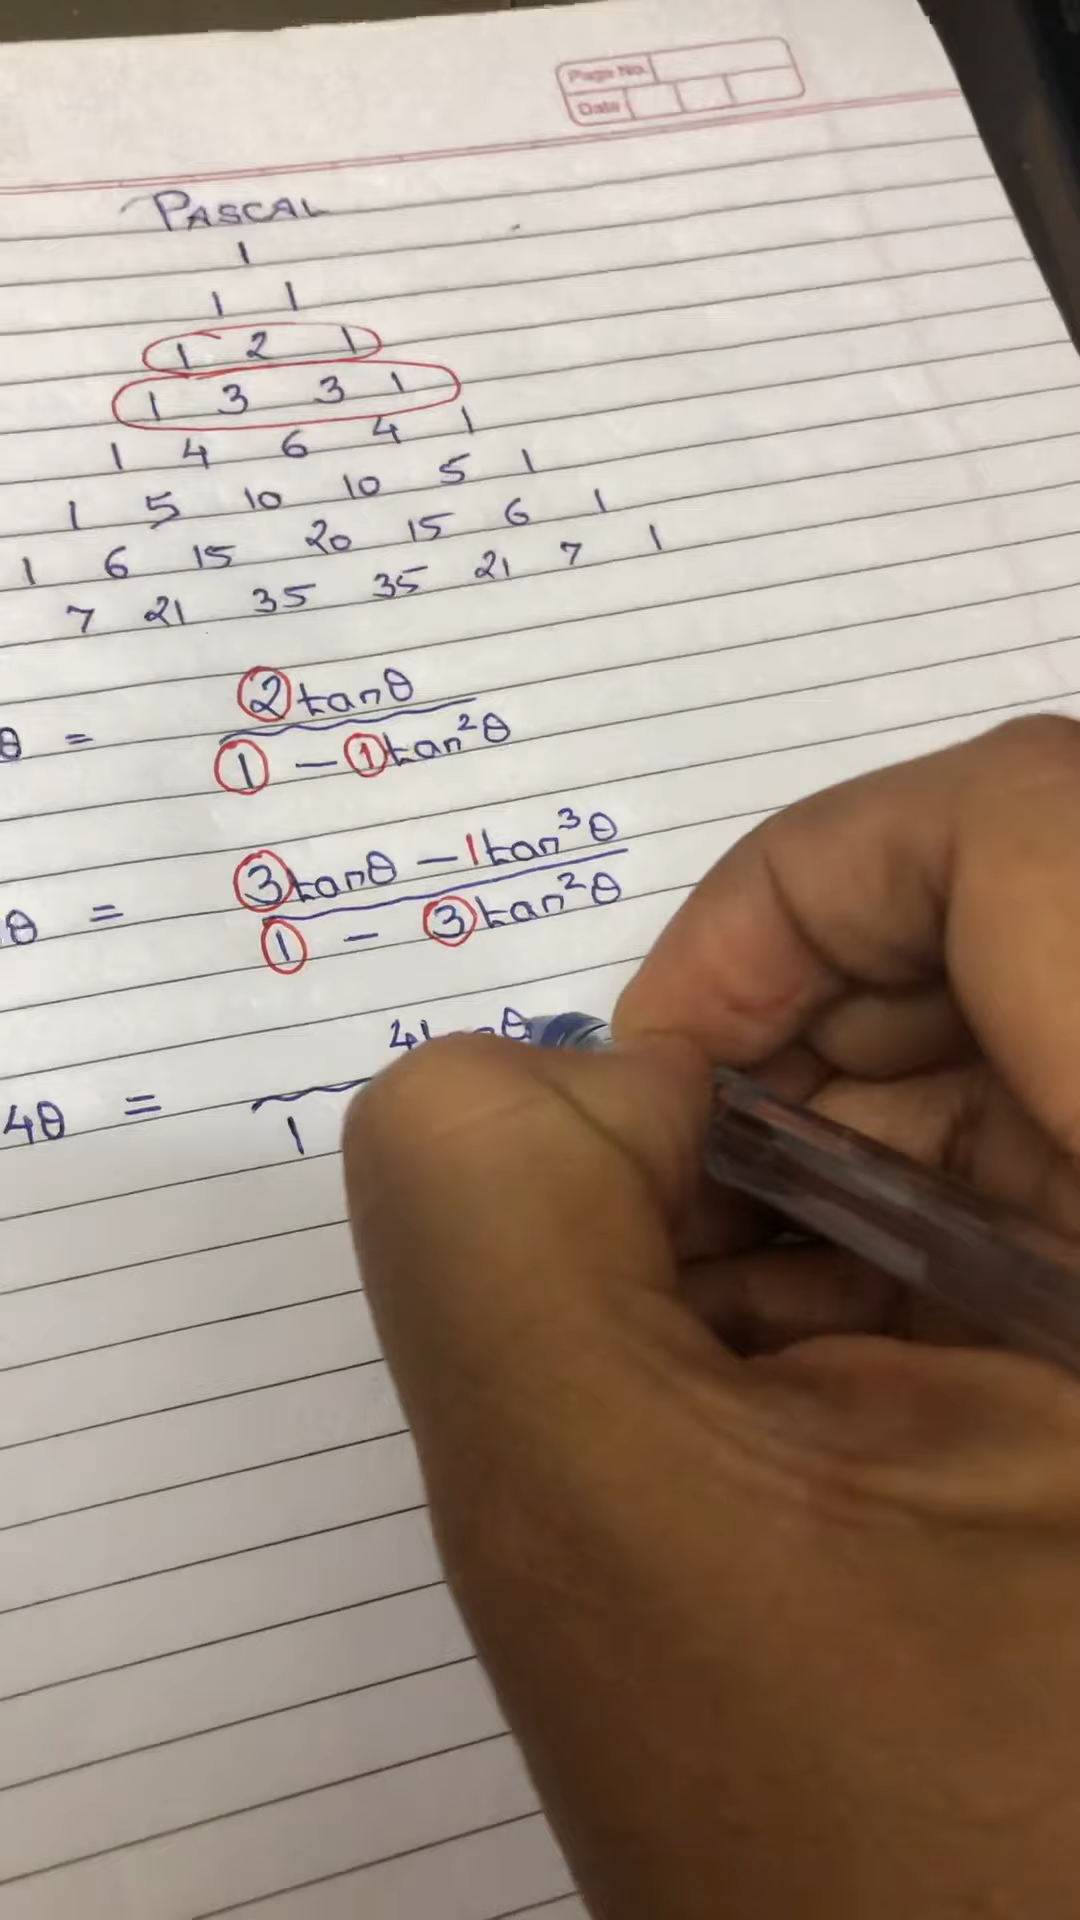 Page No.
Date
PASCAL
1
1 1
1 2 1
1 3 3 1
1 4 6 4 1
1 5 10 10 5 1
1 6 15 20 15 6 1
7 21 35 35 21 7 1
2tanθ
θ =
1 - 1tan²θ
3tanθ - 1tan³θ
θ =
1 - 3tan²θ
4 θ
4θ =
1